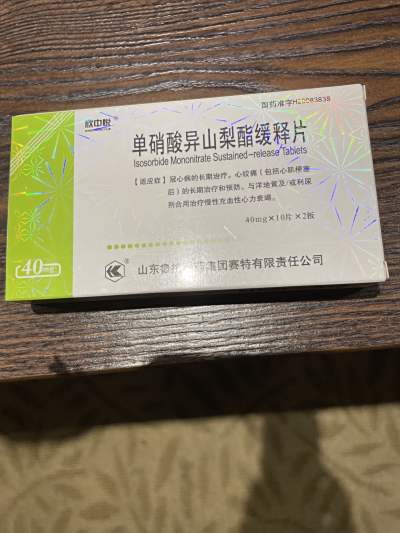 国药准字H20083838
欣中悦
单硝酸异山梨酯缓释片
Isosorbide Mononitrate Sustained-release Tablets
【适应症】冠心病的长期治疗。心绞痛（包括心肌梗塞
后）的长期治疗和预防。与洋地黄及/或利尿
剂合用治疗慢性充血性心力衰竭。
40mg×10片×2板
40mg
山东 集团赛特有限责任公司